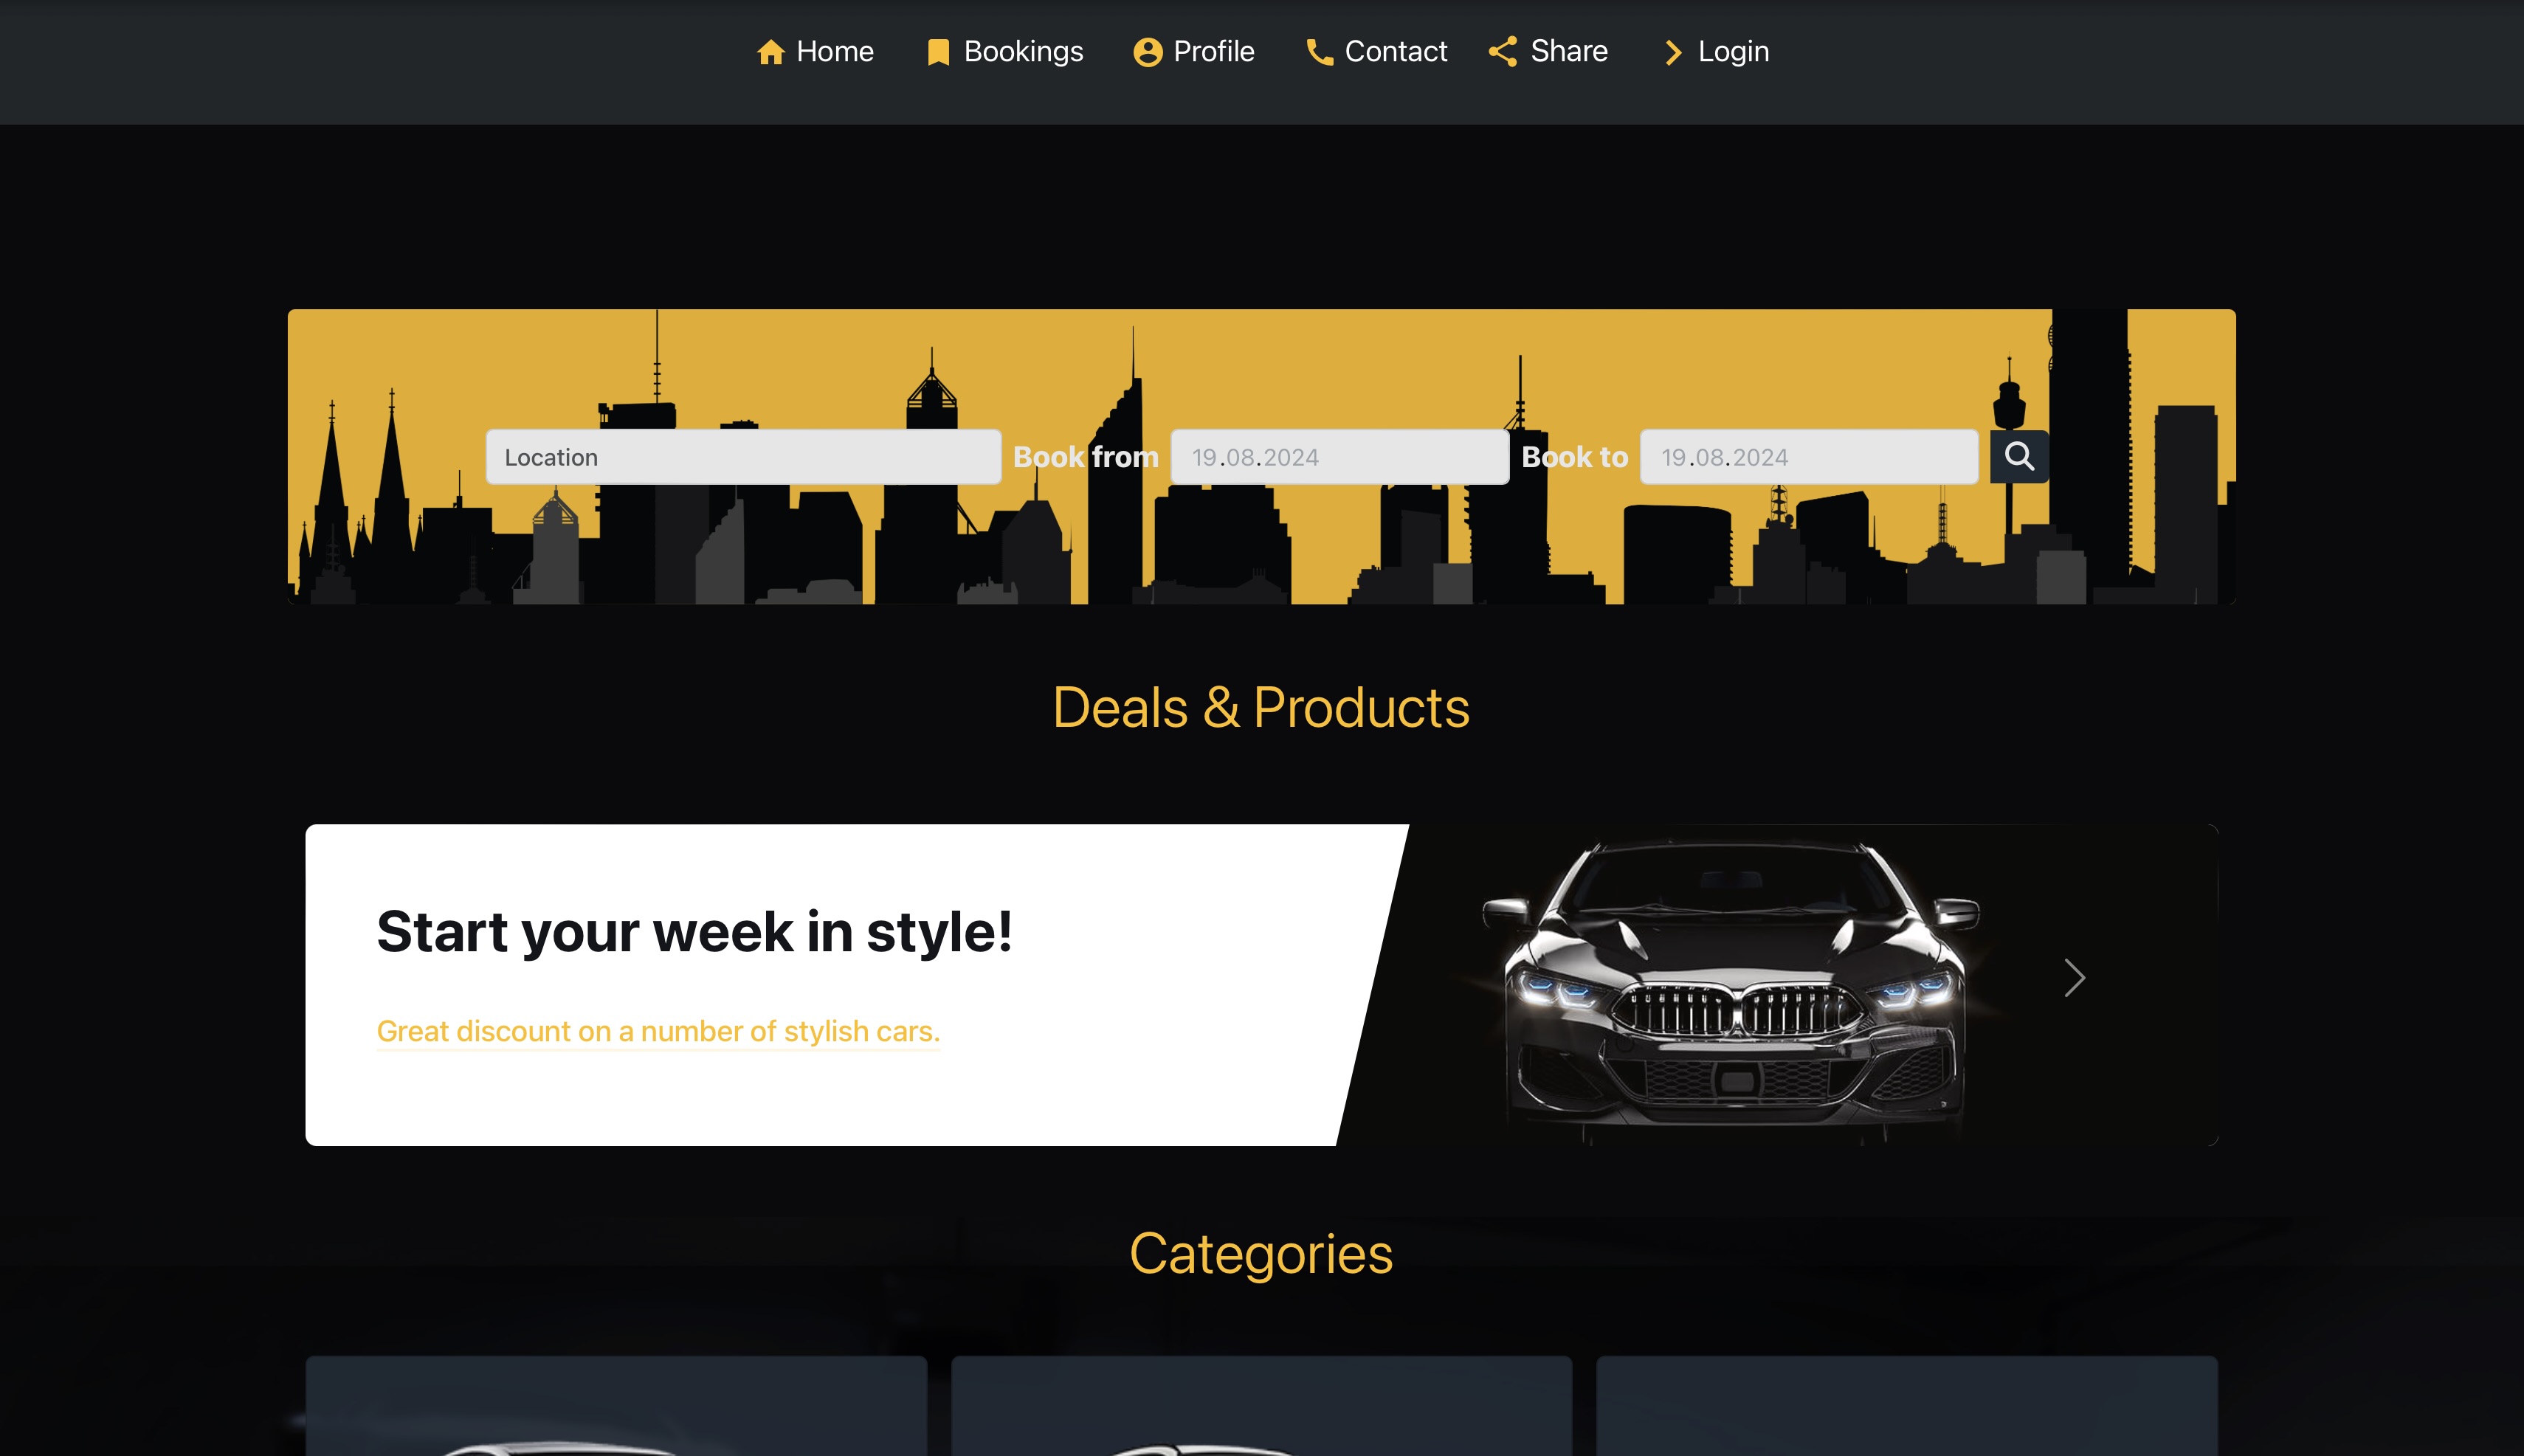 Home Bookings Profile Contact Share Login
Location Book from 19.08.2024 Book to 19.08.2024
Deals & Products
Start your week in style!
Great discount on a number of stylish cars.
Categories